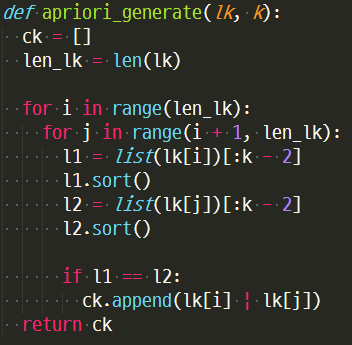 def apriori_generate(lk, k):
  ck = []
  len_lk = len(lk)

  for i in range(len_lk):
    for j in range(i + 1, len_lk):
      l1 = list(lk[i])[:k - 2]
      l1.sort()
      l2 = list(lk[j])[:k - 2]
      l2.sort()

      if l1 == l2:
        ck.append(lk[i] | lk[j])
  return ck